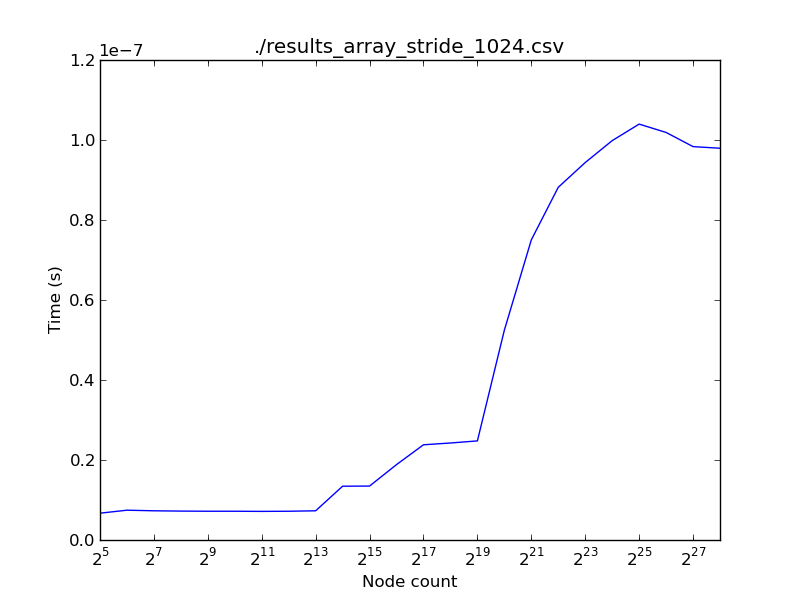 ./results_array_stride_1024.csv
1e−7
1.2
1.0
0.8
0.6
0.4
0.2
0.0
Time (s)
2^5 2^7 2^9 2^11 2^13 2^15 2^17 2^19 2^21 2^23 2^25 2^27
Node count